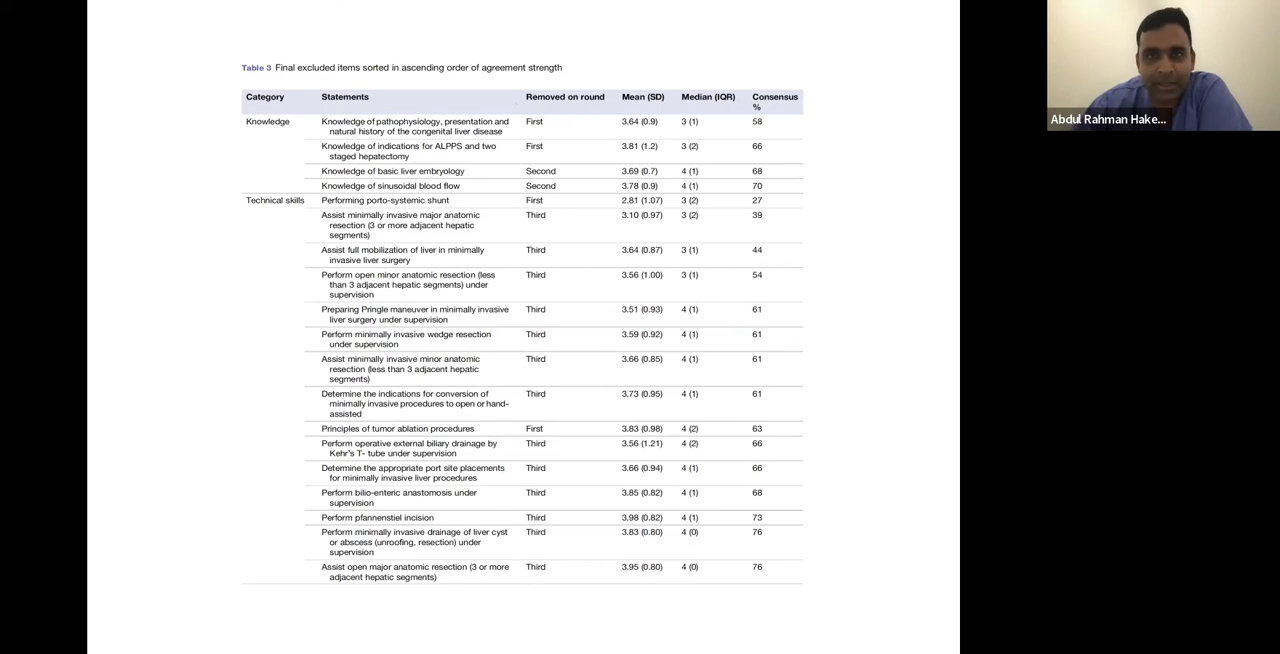 Table 3 Final excluded items sorted in ascending order of agreement strength
Category Statements Removed on round Mean (SD) Median (IQR) Consensus
%
Knowledge Knowledge of pathophysiology, presentation and First 3.64 (0.9) 3 (1) 58
natural history of the congenital liver disease
Knowledge of indications for ALPPS and two First 3.81 (1.2) 3 (2) 66
staged hepatectomy
Knowledge of basic liver embryology Second 3.69 (0.7) 4 (1) 68
Knowledge of sinusoidal blood flow Second 3.78 (0.9) 4 (1) 70
Technical skills Performing porto-systemic shunt First 2.81 (1.07) 3 (2) 27
Assist minimally invasive major anatomic Third 3.10 (0.97) 3 (2) 39
resection (3 or more adjacent hepatic
segments)
Assist full mobilization of liver in minimally Third 3.64 (0.87) 3 (1) 44
invasive liver surgery
Perform open minor anatomic resection (less Third 3.56 (1.00) 3 (1) 54
than 3 adjacent hepatic segments) under
supervision
Preparing Pringle maneuver in minimally invasive Third 3.51 (0.93) 4 (1) 61
liver surgery under supervision
Perform minimally invasive wedge resection Third 3.59 (0.92) 4 (1) 61
under supervision
Assist minimally invasive minor anatomic Third 3.66 (0.85) 4 (1) 61
resection (less than 3 adjacent hepatic
segments)
Determine the indications for conversion of Third 3.73 (0.95) 4 (1) 61
minimally invasive procedures to open or hand-
assisted
Principles of tumor ablation procedures First 3.83 (0.98) 4 (2) 63
Perform operative external biliary drainage by Third 3.56 (1.21) 4 (2) 66
Kehr's T- tube under supervision
Determine the appropriate port site placements Third 3.66 (0.94) 4 (1) 66
for minimally invasive liver procedures
Perform bilio-enteric anastomosis under Third 3.85 (0.82) 4 (1) 68
supervision
Perform pfannenstiel incision Third 3.98 (0.82) 4 (1) 73
Perform minimally invasive drainage of liver cyst Third 3.83 (0.80) 4 (0) 76
or abscess (unroofing, resection) under
supervision
Assist open major anatomic resection (3 or more Third 3.95 (0.80) 4 (0) 76
adjacent hepatic segments)
Abdul Rahman Hake...